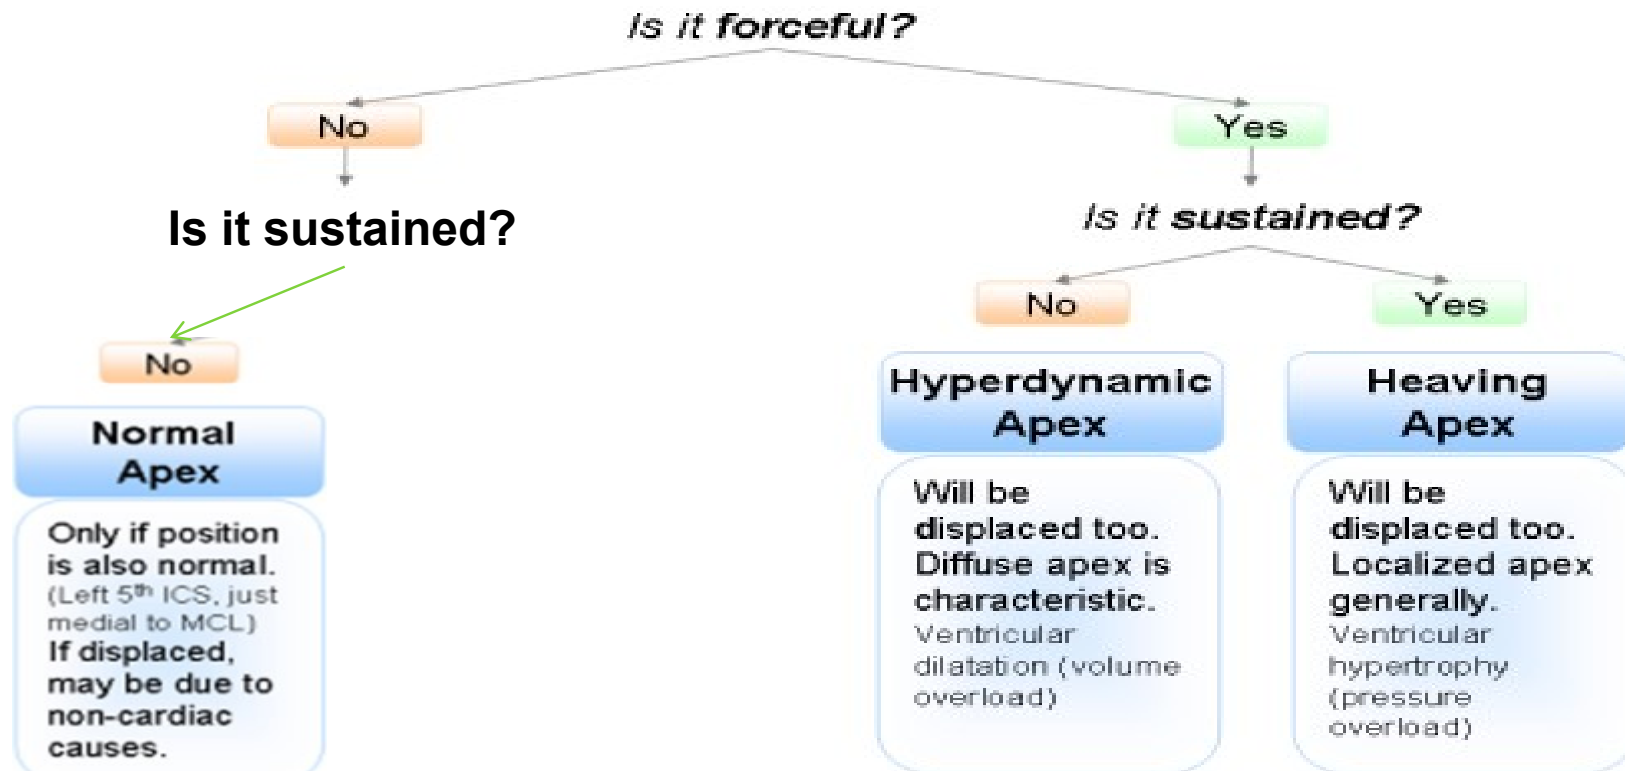 Is it forceful?
No
Yes
Is it sustained?
Is it sustained?
No
Yes
No
Normal
Apex
Only if position
is also normal.
(Left 5th ICS, just
medial to MCL)
If displaced,
may be due to
non-cardiac
causes.
Hyperdynamic
Apex
Will be
displaced too.
Diffuse apex is
characteristic.
Ventricular
dilatation (volume
overload)
Heaving
Apex
Will be
displaced too.
Localized apex
generally.
Ventricular
hypertrophy
(pressure
overload)